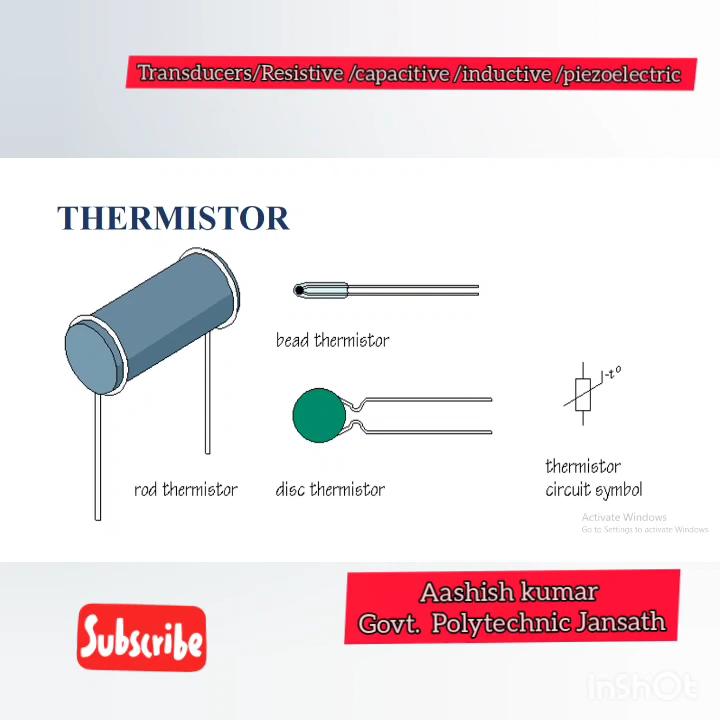 Transducers/Resistive /capacitive /inductive /piezoelectric
THERMISTOR
bead thermistor
-t°
rod thermistor
disc thermistor
thermistor
circuit symbol
Activate Windows
Go to Settings to activate Windows
Subscribe
Aashish kumar
Govt. Polytechnic Jansath
InShOt